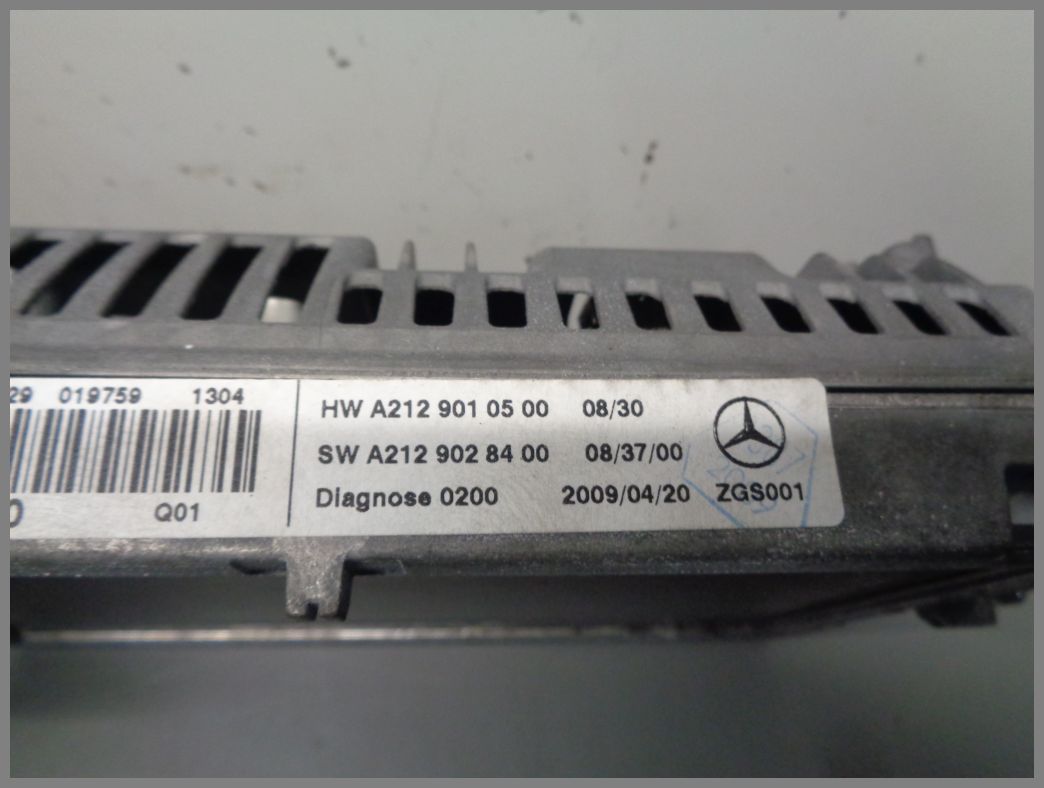 29 019759 1304
0 Q01
HW A212 901 05 00 08/30
SW A212 902 84 00 08/37/00
Diagnose 0200 2009/04/20 ZGS001